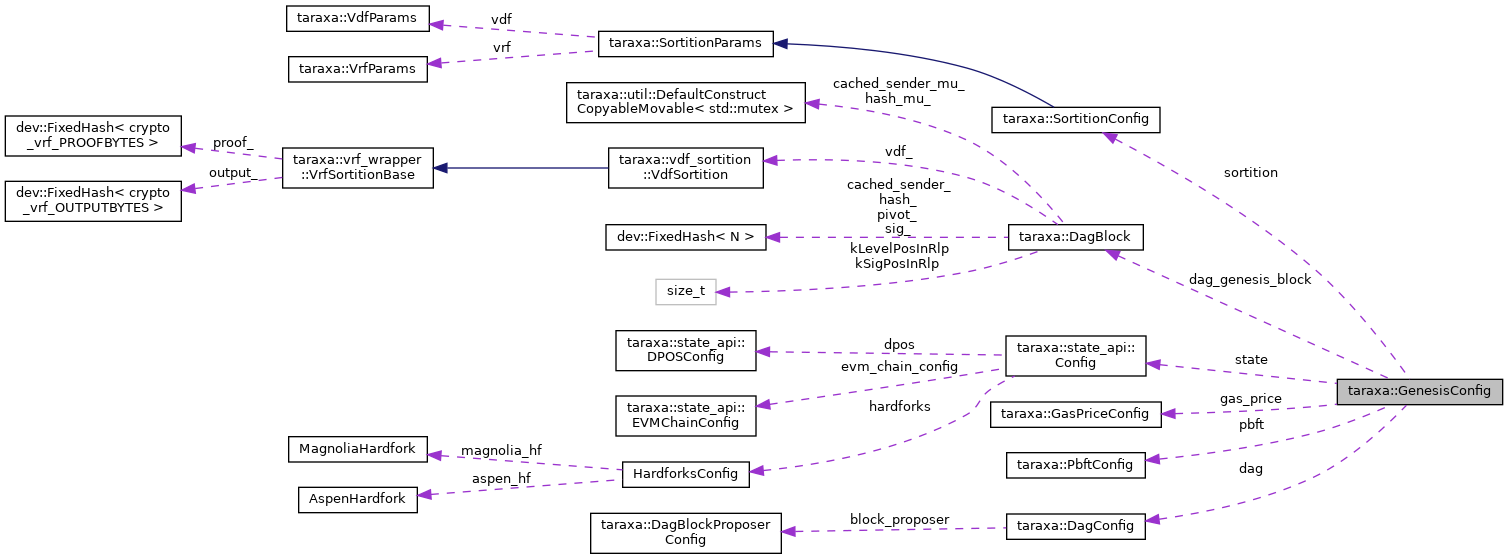 taraxa::VdfParams
vdf
taraxa::SortitionParams
vrf
taraxa::VrfParams
cached_sender_mu_
hash_mu_
taraxa::util::DefaultConstruct
CopyableMovable< std::mutex >
taraxa::SortitionConfig
dev::FixedHash< crypto
_vrf_PROOFBYTES >
proof_
taraxa::vrf_wrapper
::VrfSortitionBase
taraxa::vdf_sortition
::VdfSortition
vdf_
sortition
output_
dev::FixedHash< crypto
_vrf_OUTPUTBYTES >
cached_sender_
hash_
pivot_
sig_
dev::FixedHash< N >
taraxa::DagBlock
kLevelPosInRlp
kSigPosInRlp
size_t
dag_genesis_block
taraxa::state_api::
DPOSConfig
dpos
taraxa::state_api::
Config
state
evm_chain_config
taraxa::GenesisConfig
taraxa::state_api::
EVMChainConfig
hardforks
taraxa::GasPriceConfig
gas_price
pbft
MagnoliaHardfork
magnolia_hf
HardforksConfig
taraxa::PbftConfig
dag
aspen_hf
AspenHardfork
taraxa::DagBlockProposer
Config
block_proposer
taraxa::DagConfig